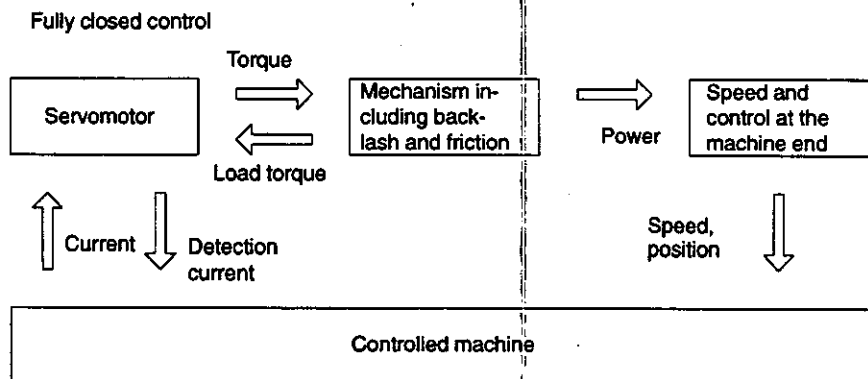 Fully closed control
Torque
Servomotor
Mechanism in-
cluding back-
lash and friction
Load torque
Power
Speed and
control at the
machine end
Current
Detection
current
Speed,
position
Controlled machine